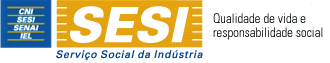 CNI
SESI
SENAI
IEL
SESI
Serviço Social da Indústria
Qualidade de vida e
responsabilidade social